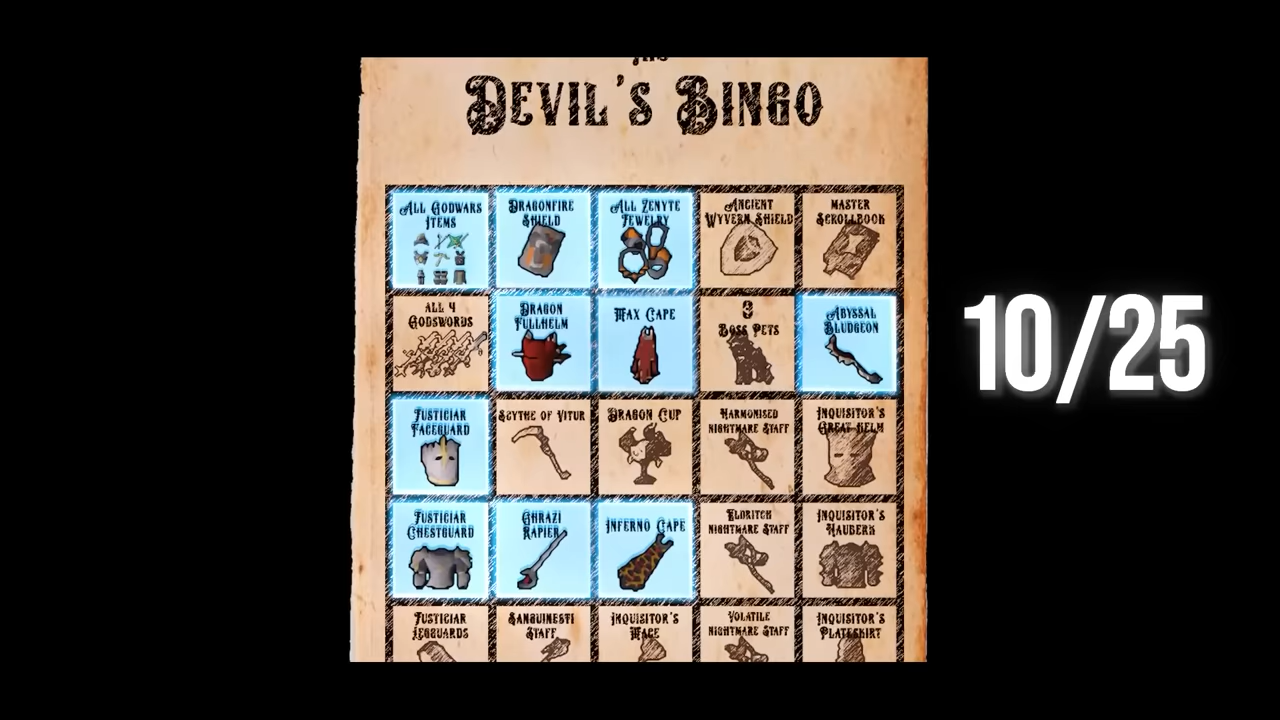 The
Devil's Bingo
All Godwars
Items
Dragonfire
Shield
All Zenyte
Jewelry
Ancient
Wyvern Shield
Master
Scrollbook
All 4
Godswords
Dragon
Fullhelm
Max Cape
8
Boss Pets
Abyssal
Bludgeon
10/25
Justiciar
Faceguard
Scythe of Vitur
Dragon Cup
Harmonised
Nightmare Staff
Inquisitor's
Great Helm
Justiciar
Chestguard
Ghrazi
Rapier
Inferno Cape
Eldritch
Nightmare Staff
Inquisitor's
Hauberk
Justiciar
Legguards
Sanguinesti
Staff
Inquisitor's
Mace
Volatile
Nightmare Staff
Inquisitor's
Plateskirt